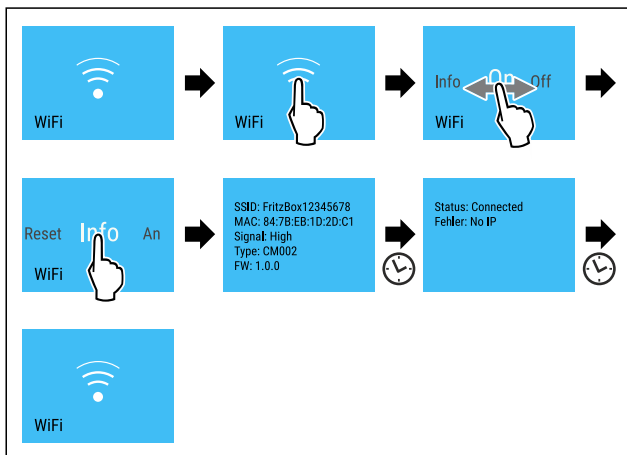 WiFi
WiFi
Info On Off
WiFi
Reset Info An
WiFi
SSID: FritzBox12345678
MAC: 84:7B:EB:1D:2D:C1
Signal: High
Type: CM002
FW: 1.0.0
Status: Connected
Fehler: No IP
WiFi